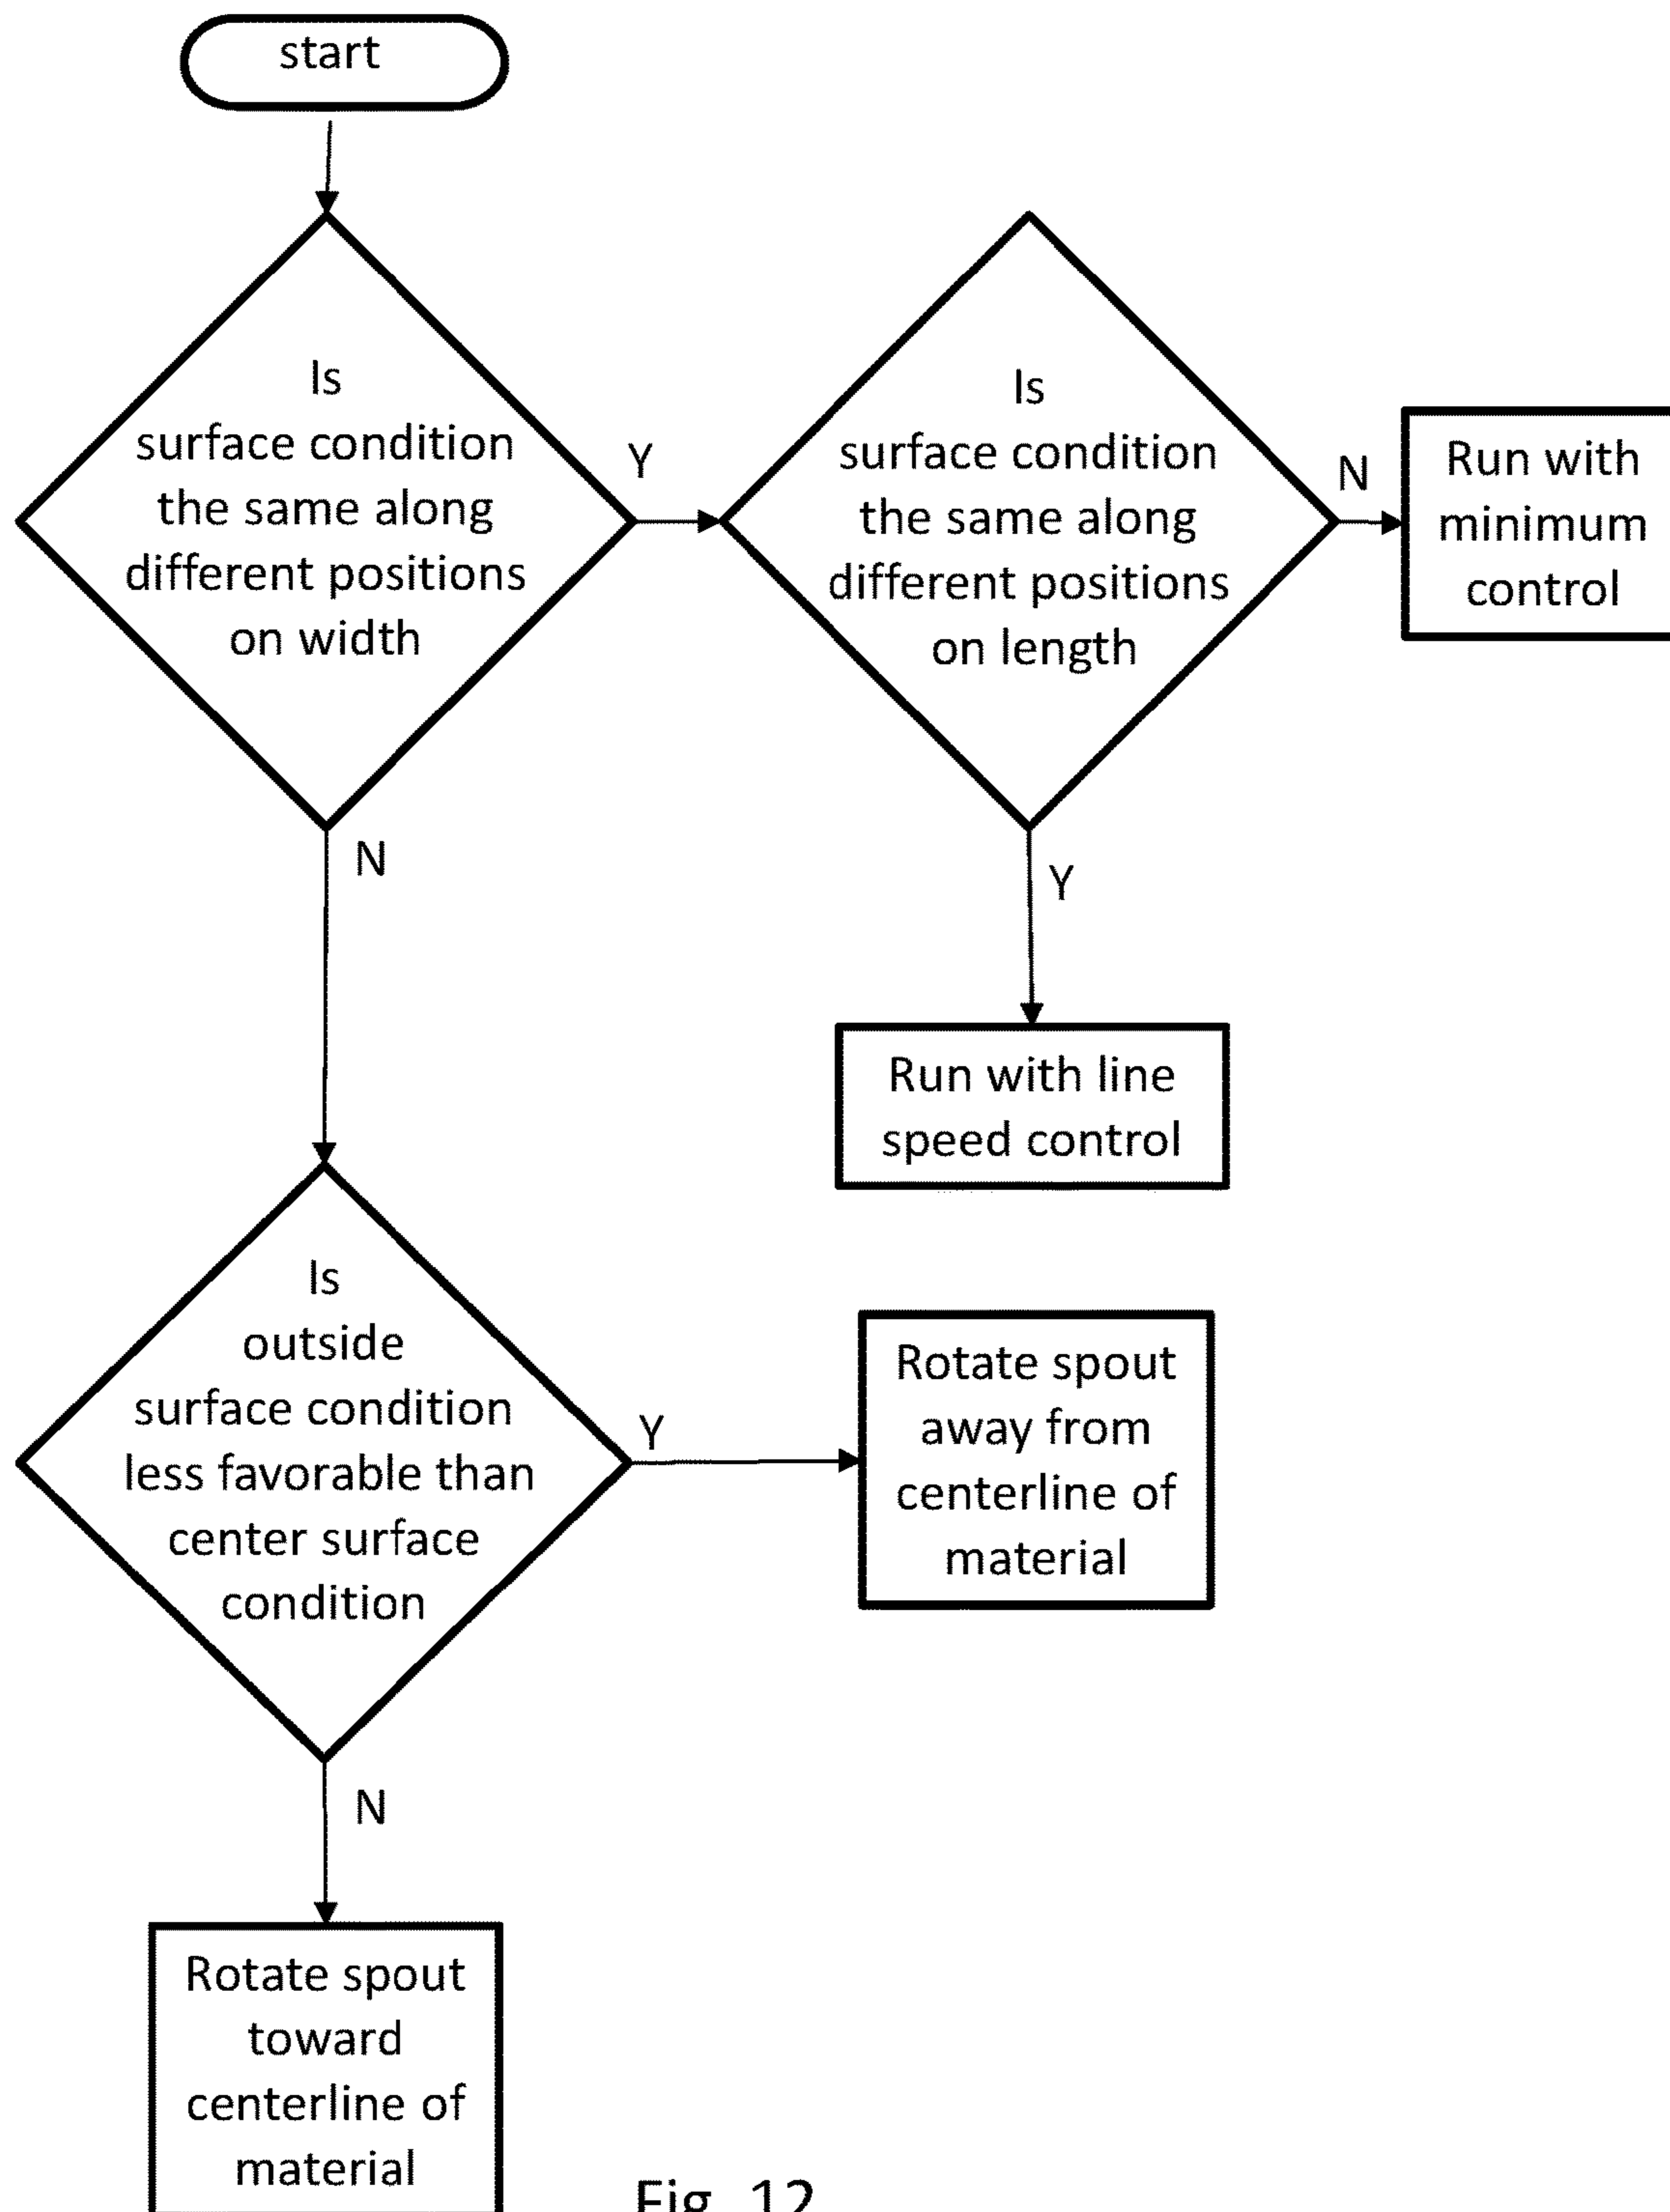 start
Is
surface condition
the same along
different positions
on width
Y
Is
surface condition
the same along
different positions
on length
N
Run with
minimum
control
N
Y
Run with line
speed control
Is
outside
surface condition
less favorable than
center surface
condition
Y
Rotate spout
away from
centerline of
material
N
Rotate spout
toward
centerline of
material
Fig. 12